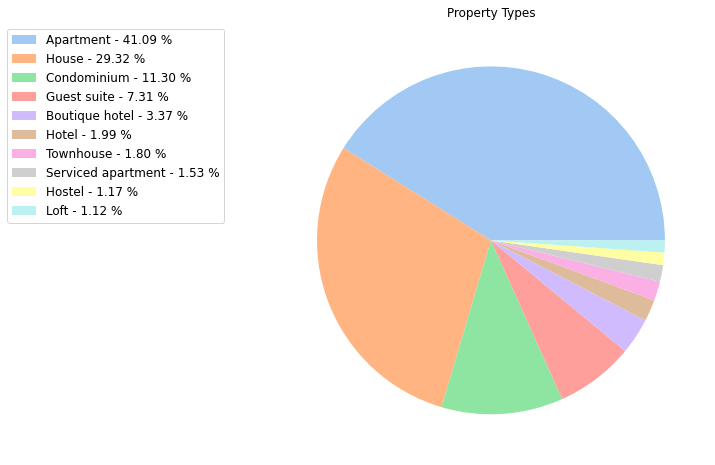 Property Types
Apartment - 41.09 %
House - 29.32 %
Condominium - 11.30 %
Guest suite - 7.31 %
Boutique hotel - 3.37 %
Hotel - 1.99 %
Townhouse - 1.80 %
Serviced apartment - 1.53 %
Hostel - 1.17 %
Loft - 1.12 %